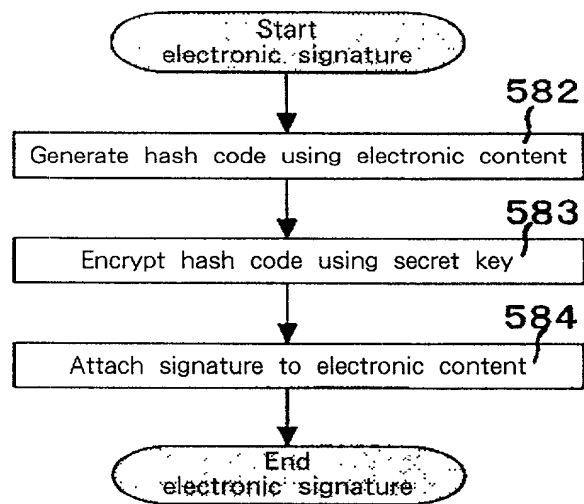 Start
electronic signature
582
Generate hash code using electronic content
583
Encrypt hash code using secret key
584
Attach signature to electronic content
End
electronic signature